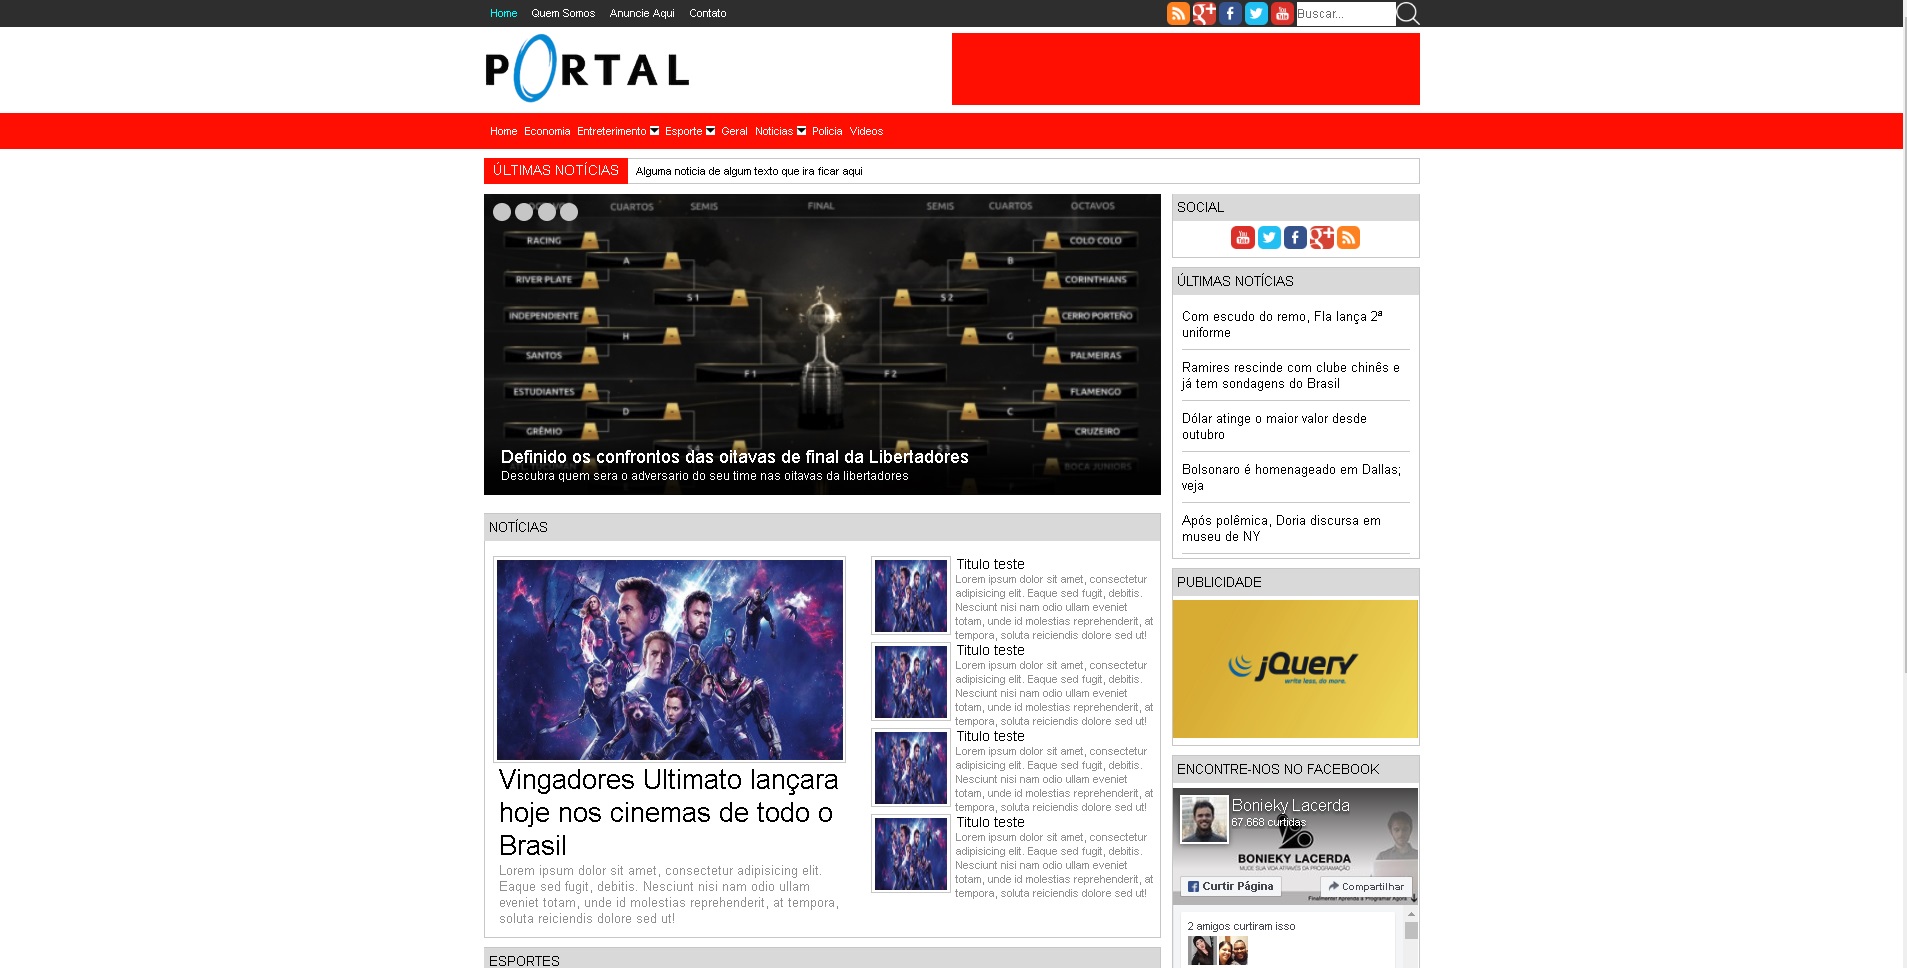 Home Quem Somos Anuncie Aqui Contato
Buscar...
PORTAL
Home Economia Entreterimento Esporte Geral Noticias Policia Videos
ÚLTIMAS NOTÍCIAS
Alguma noticia de algum texto que ira ficar aqui
CUARTOS SEMIS FINAL SEMIS CUARTOS OCTAVOS
RACING
COLO COLO
A
B
RIVER PLATE
CORINTHIANS
S 1
S 2
INDEPENDIENTE
CERRO PORTEÑO
H
G
SANTOS
PALMEIRAS
F 1
F 2
ESTUDIANTES
FLAMENGO
D
C
GRÊMIO
CRUZEIRO
BOCA JUNIORS
Definido os confrontos das oitavas de final da Libertadores
Descubra quem sera o adversario do seu time nas oitavas da libertadores
SOCIAL
ÚLTIMAS NOTÍCIAS
Com escudo do remo, Fla lança 2ª
uniforme
Ramires rescinde com clube chinês e
já tem sondagens do Brasil
Dólar atinge o maior valor desde
outubro
Bolsonaro é homenageado em Dallas;
veja
Após polêmica, Doria discursa em
museu de NY
NOTÍCIAS
Vingadores Ultimato lançara
hoje nos cinemas de todo o
Brasil
Lorem ipsum dolor sit amet, consectetur adipisicing elit.
Eaque sed fugit, debitis. Nesciunt nisi nam odio ullam
eveniet totam, unde id molestias reprehenderit, at tempora,
soluta reiciendis dolore sed ut!
Titulo teste
Lorem ipsum dolor sit amet, consectetur
adipisicing elit. Eaque sed fugit, debitis.
Nesciunt nisi nam odio ullam eveniet
totam, unde id molestias reprehenderit, at
tempora, soluta reiciendis dolore sed ut!
Titulo teste
Lorem ipsum dolor sit amet, consectetur
adipisicing elit. Eaque sed fugit, debitis.
Nesciunt nisi nam odio ullam eveniet
totam, unde id molestias reprehenderit, at
tempora, soluta reiciendis dolore sed ut!
Titulo teste
Lorem ipsum dolor sit amet, consectetur
adipisicing elit. Eaque sed fugit, debitis.
Nesciunt nisi nam odio ullam eveniet
totam, unde id molestias reprehenderit, at
tempora, soluta reiciendis dolore sed ut!
Titulo teste
Lorem ipsum dolor sit amet, consectetur
adipisicing elit. Eaque sed fugit, debitis.
Nesciunt nisi nam odio ullam eveniet
totam, unde id molestias reprehenderit, at
tempora, soluta reiciendis dolore sed ut!
PUBLICIDADE
jQuery
write less, do more.
ENCONTRE-NOS NO FACEBOOK
Bonieky Lacerda
67.668 curtidas
BONIEKY LACERDA
MUDE SUA VIDA ATRAVÉS DA PROGRAMAÇÃO
Curtir Página
Compartilhar
Finalmente! Aprenda a Programar Agora
2 amigos curtiram isso
ESPORTES